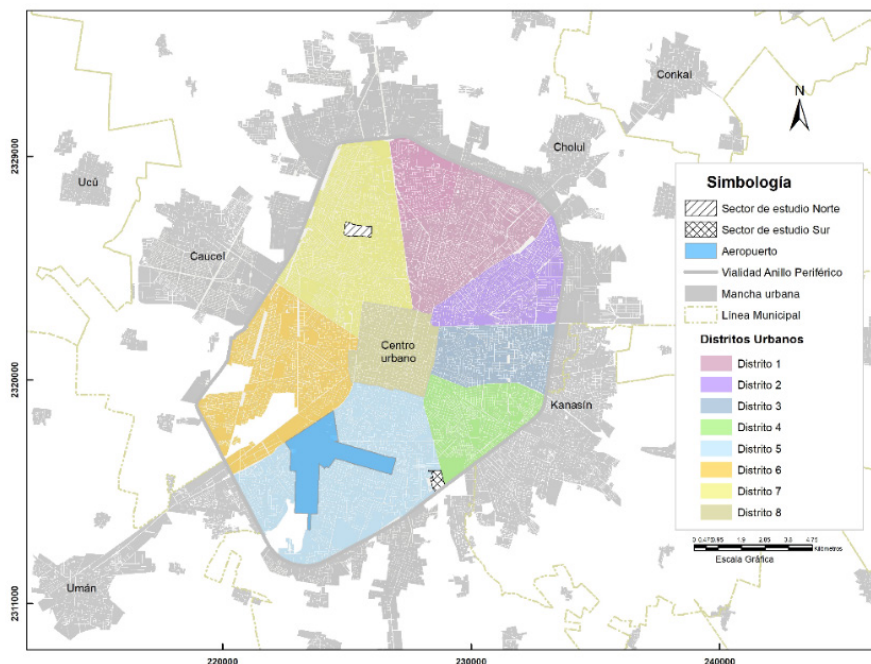 Conkal
N
2329000
Cholul
Ucú
Simbología
Sector de estudio Norte
Sector de estudio Sur
Aeropuerto
Caucel
Vialidad Anillo Periférico
Mancha urbana
Línea Municipal
Distritos Urbanos
Centro
urbano
Distrito 1
2320000
Distrito 2
Kanasín
Distrito 3
Distrito 4
Distrito 5
Distrito 6
Distrito 7
Distrito 8
Kilómetros
Escala Gráfica
Umán
2311000
220000
230000
240000